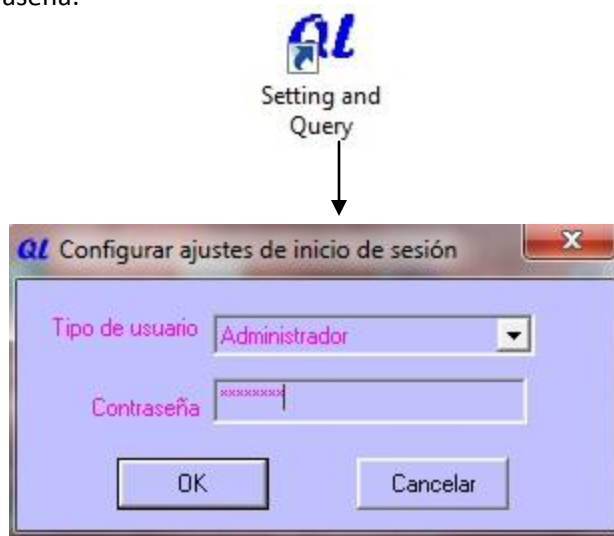 aseña.
Ql
Setting and
Query
Ql Configurar ajustes de inicio de sesión
Tipo de usuario Administrador
Contraseña xxxxxxxx
OK Cancelar